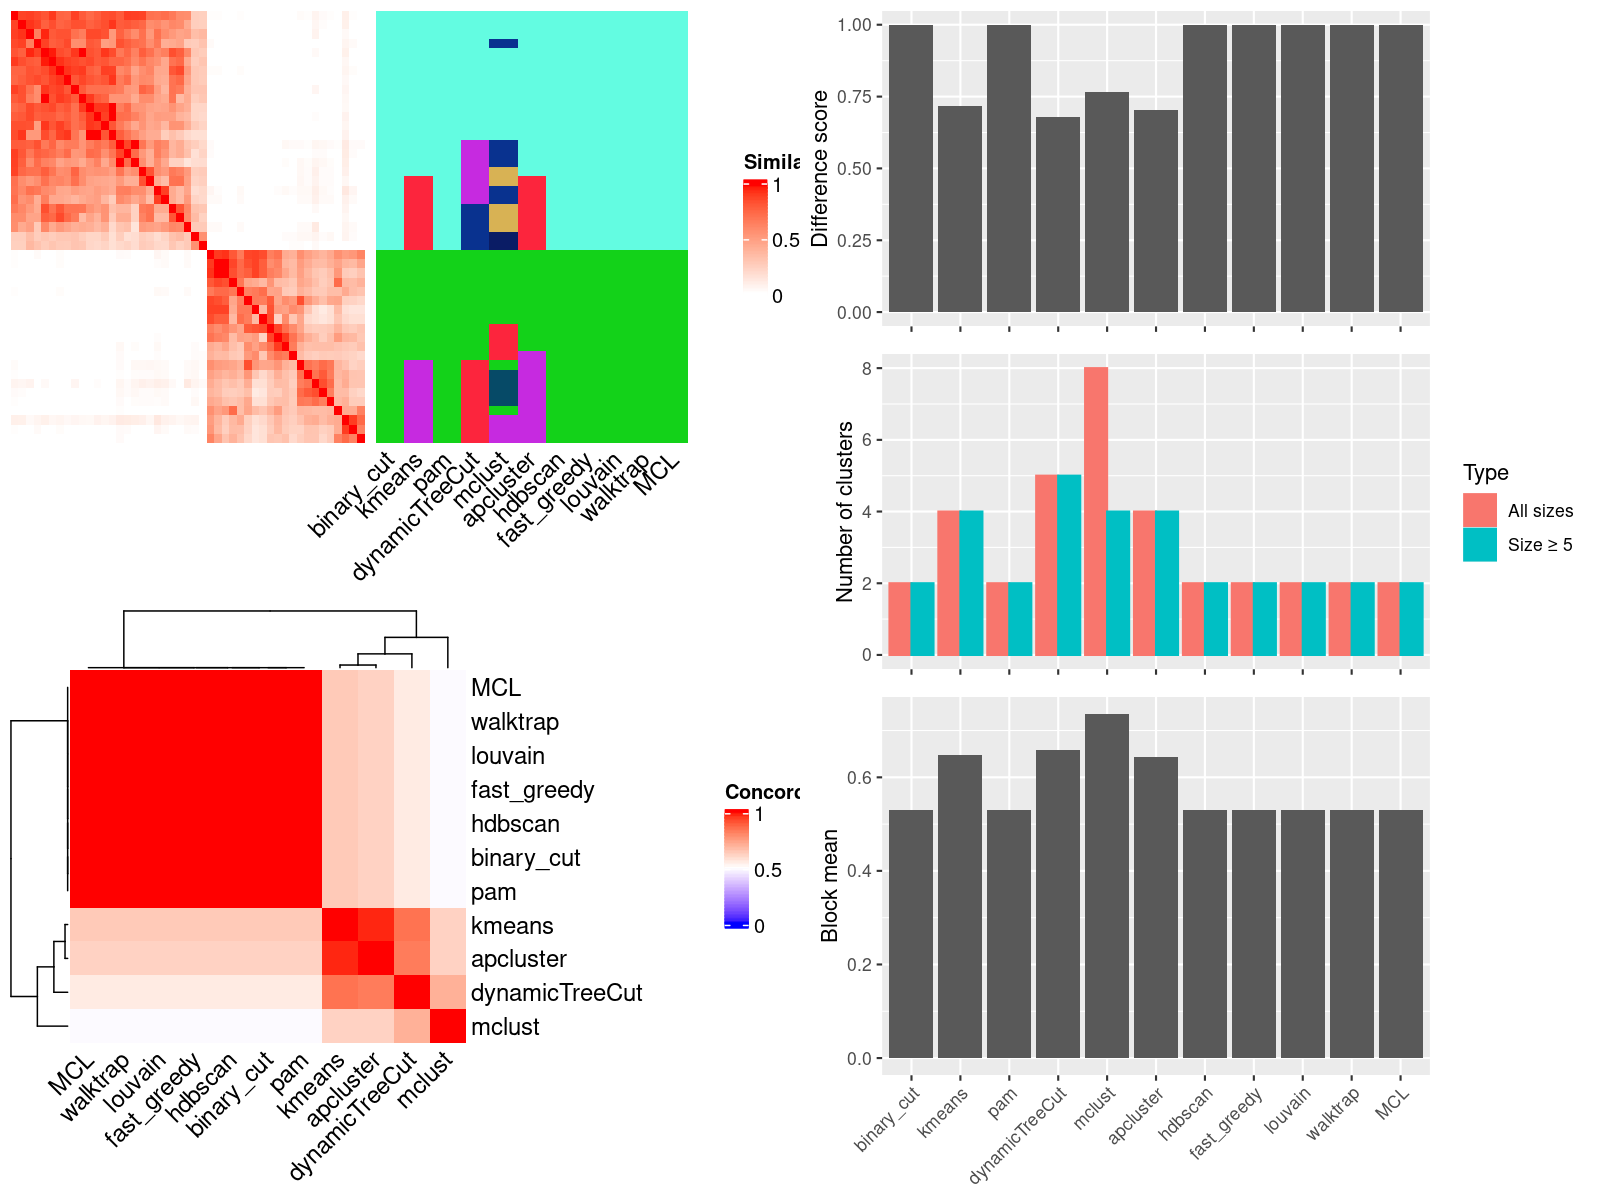 Simila
1
0.5
0
binary_cut
kmeans
pam
dynamicTreeCut
mclust
apcluster
hdbscan
fast_greedy
louvain
walktrap
MCL
MCL
walktrap
louvain
fast_greedy
hdbscan
binary_cut
pam
kmeans
apcluster
dynamicTreeCut
mclust
MCL
walktrap
louvain
fast_greedy
hdbscan
binary_cut
pam
kmeans
apcluster
dynamicTreeCut
mclust
Concord
1
0.5
0
Difference score
1.00
0.75
0.50
0.25
0.00
Number of clusters
8
6
4
2
0
Type
All sizes
Size ≥ 5
Block mean
0.6
0.4
0.2
0.0
binary_cut
kmeans
pam
dynamicTreeCut
mclust
apcluster
hdbscan
fast_greedy
louvain
walktrap
MCL